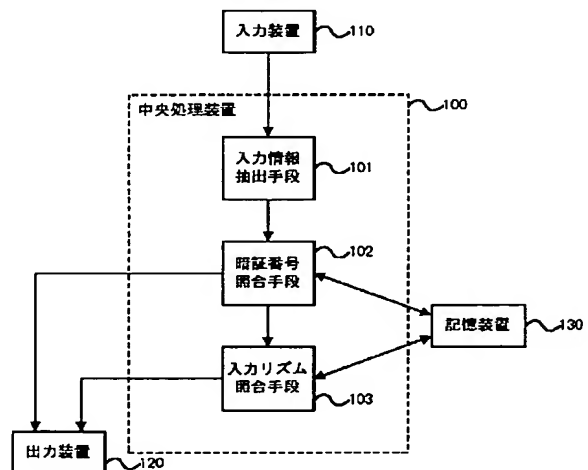 入力装置
110
中央処理装置
100
入力情報
抽出手段
101
暗証番号
照合手段
102
記憶装置
130
入力リズム
照合手段
103
出力装置
120